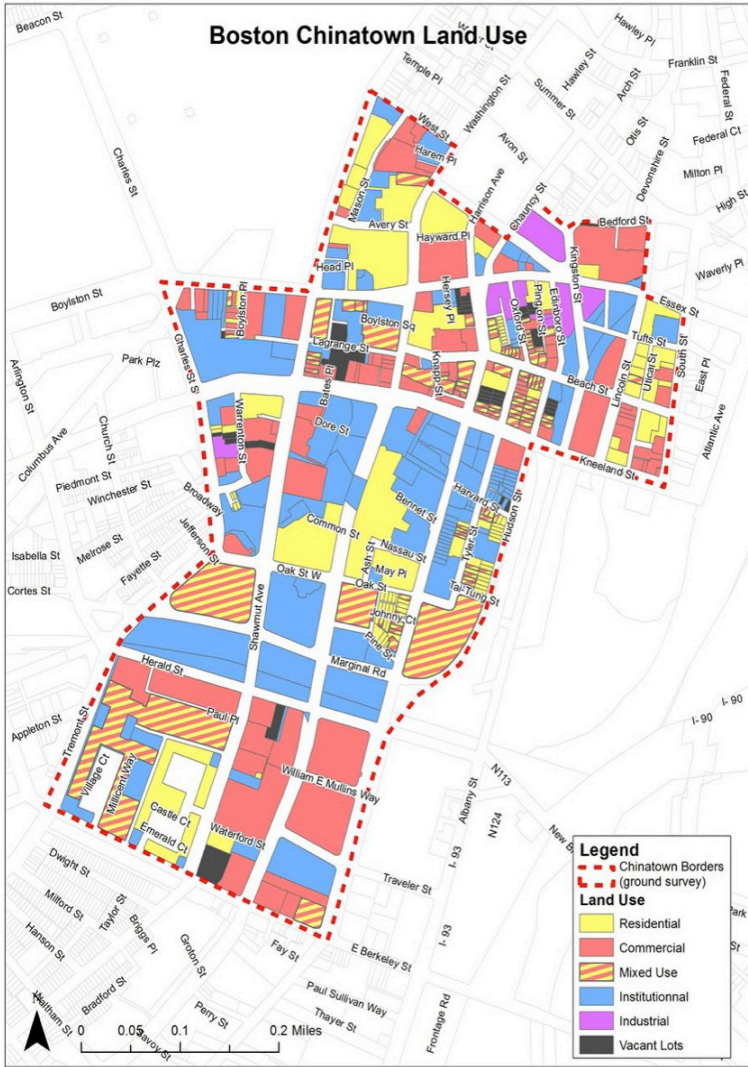 Boston Chinatown Land Use
Beacon St
Hawley Pl
Temple Pl
Hawley St
Franklin St
Washington St
Summer St
Arch St
Federal St
West St
Otis St
Federal Ct
Charles St
Harem Pl
Avon St
Devonshire St
Milton Pl
Mason St
Harrison Ave
Chauncy St
High St
Avery St
Bedford St
Hayward Pl
Kingston St
Head Pl
Waverly Pl
Boylston St
Boylston Pl
Hersey Pl
Essex St
Boylston Sq
Oxford St
Ping on St
Edinboro St
Tufts St
South St
Lagrange St
Park Plz
Charles St S
Knapp St
Beach St
Lincoln St
Utica St
East Pl
Arlington St
Bates Pl
Atlantic Ave
Columbus Ave
Church St
Warrenton St
Dore St
Kneeland St
Piedmont St
Winchester St
Broadway
Bennet St
Harvard St
Hudson St
Common St
Jefferson St
Isabella St
Melrose St
Fayette St
Nassau St
Tyler St
Ash St
May Pl
Cortes St
Oak St W
Oak St
Tai-Tung St
Johnny Ct
Shawmut Ave
Pine St
Marginal Rd
Herald St
Appleton St
Tremont St
Paul Pl
I- 90
I- 90
Village Ct
Millicent Way
William E Mullins Way
N113
Castle Ct
Albany St
N124
Emerald Ct
Waterford St
I- 93
Dwight St
Traveler St
Milford St
Taylor St
Hanson St
Briggs Pl
Groton St
Fay St
I- 93
E Berkeley St
Bradford St
Perry St
Paul Sullivan Way
Waltham St
Thayer St
Frontage Rd
Savoy St
N
0 0.05 0.1 0.2 Miles
Legend
Chinatown Borders
(ground survey)
Land Use
Residential
Commercial
Mixed Use
Institutionnal
Industrial
Vacant Lots
Park